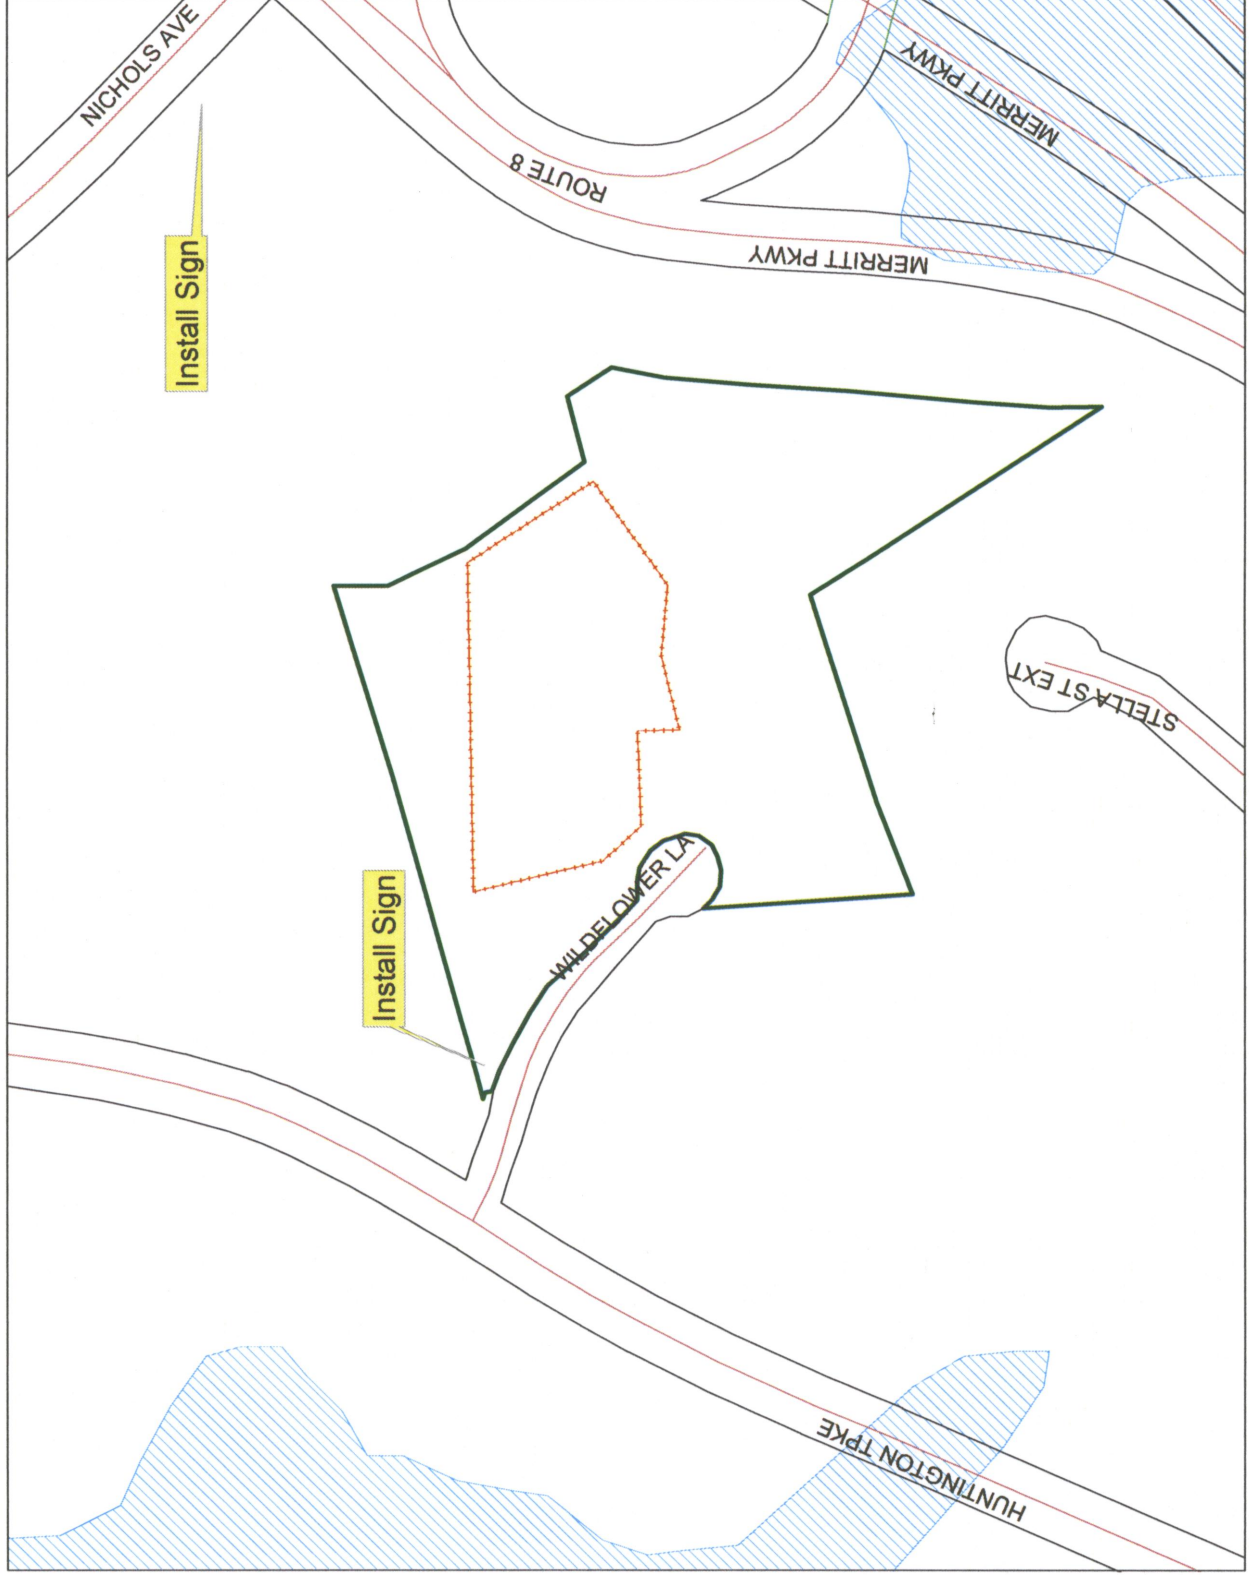 NICHOLS AVE
MERRITT PKWY
ROUTE 8
MERRITT PKWY
Install Sign
STELLA ST EXT
WILDFLOWER LA
Install Sign
HUNTINGTON TPKE